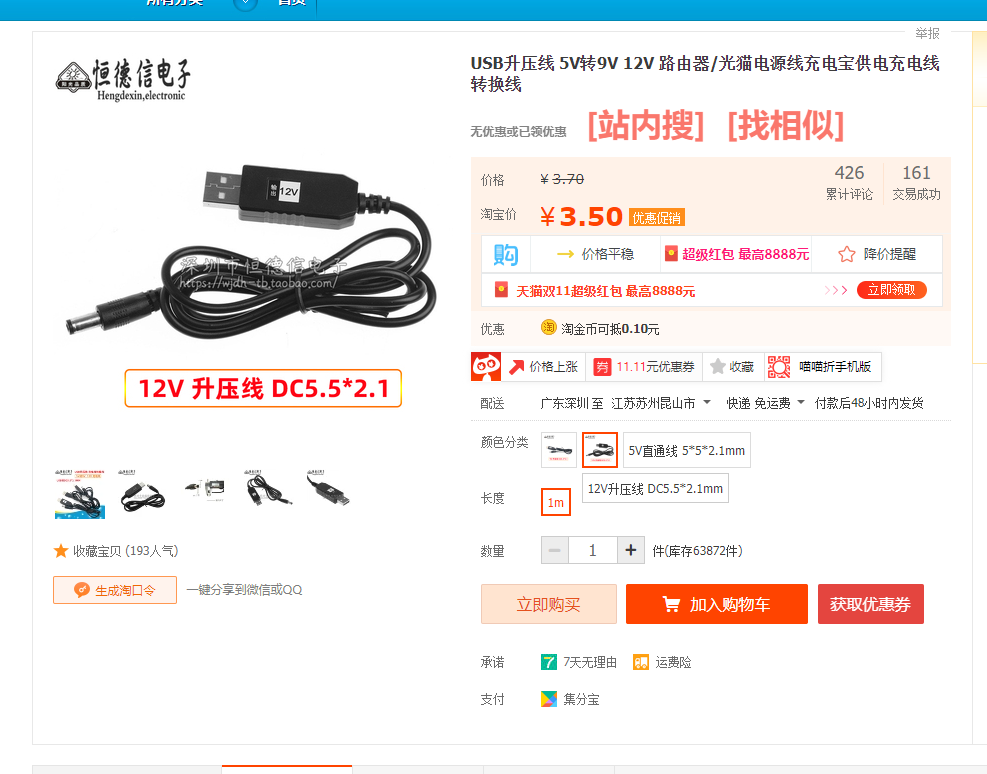 所有分类
首页
举报
恒德信电子
Hengdexin,electronic
输出
12V
深圳市恒德信电子
https://wjdh-tb.taobao.com/
12V 升压线 DC5.5*2.1
收藏宝贝 (193人气)
生成淘口令
一键分享到微信或QQ
USB升压线 5V转9V 12V 路由器/光猫电源线充电宝供电充电线
转换线
无优惠或已领优惠 [站内搜] [找相似]
价格 ¥ 3.70
426 161
累计评论 交易成功
淘宝价 ¥ 3.50 优惠促销
购 价格平稳 超级红包 最高8888元 降价提醒
天猫双11超级红包 最高8888元 >>> 立即领取
优惠 淘 淘金币可抵0.10元
价格上涨 券 11.11元优惠券 收藏 喵喵折手机版
配送 广东深圳 至 江苏苏州昆山市 快递 免运费 付款后48小时内发货
颜色分类 5V直通线 5*5*2.1mm
12V升压线 DC5.5*2.1mm
长度 1m
数量 − 1 + 件(库存63872件)
立即购买 加入购物车 获取优惠券
承诺 7 7天无理由 运费险
支付 集分宝